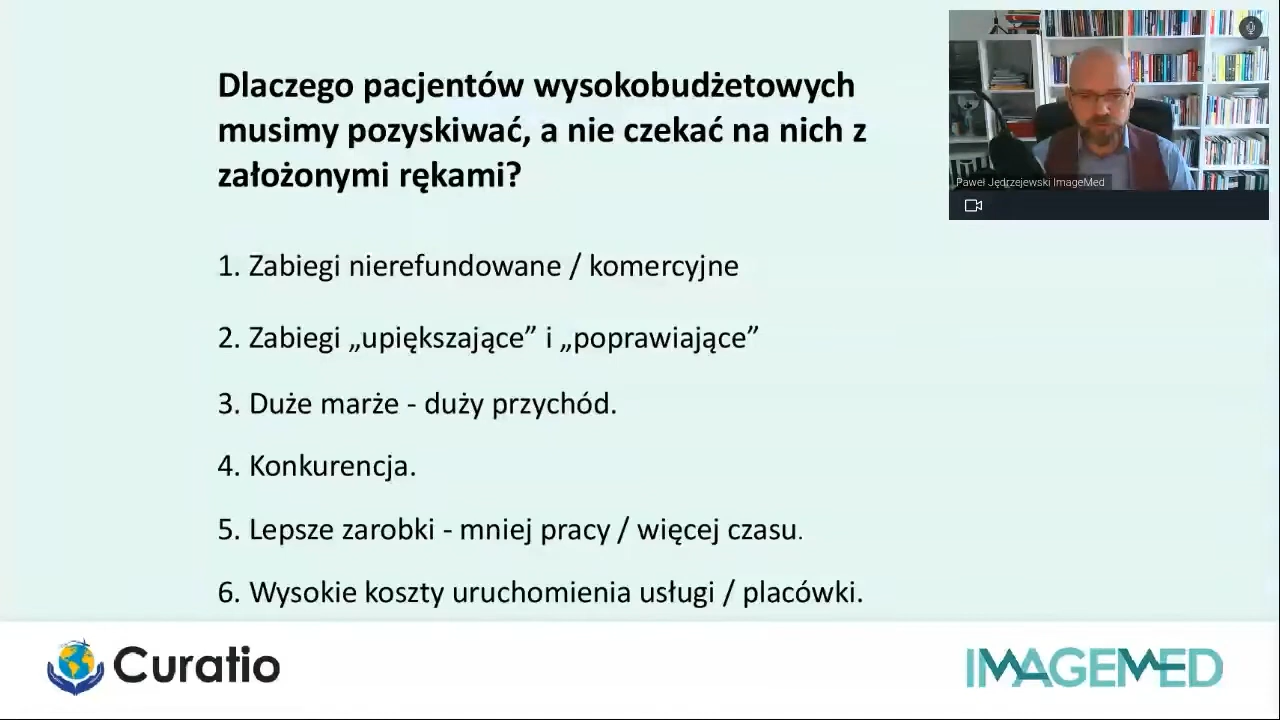 Dlaczego pacjentów wysokobudżetowych
musimy pozyskiwać, a nie czekać na nich z
założonymi rękami?
1. Zabiegi nierefundowane / komercyjne
2. Zabiegi „upiększające” i „poprawiające”
3. Duże marże - duży przychód.
4. Konkurencja.
5. Lepsze zarobki - mniej pracy / więcej czasu.
6. Wysokie koszty uruchomienia usługi / placówki.
Paweł Jędrzejewski ImageMed
Curatio
IMAGEMED